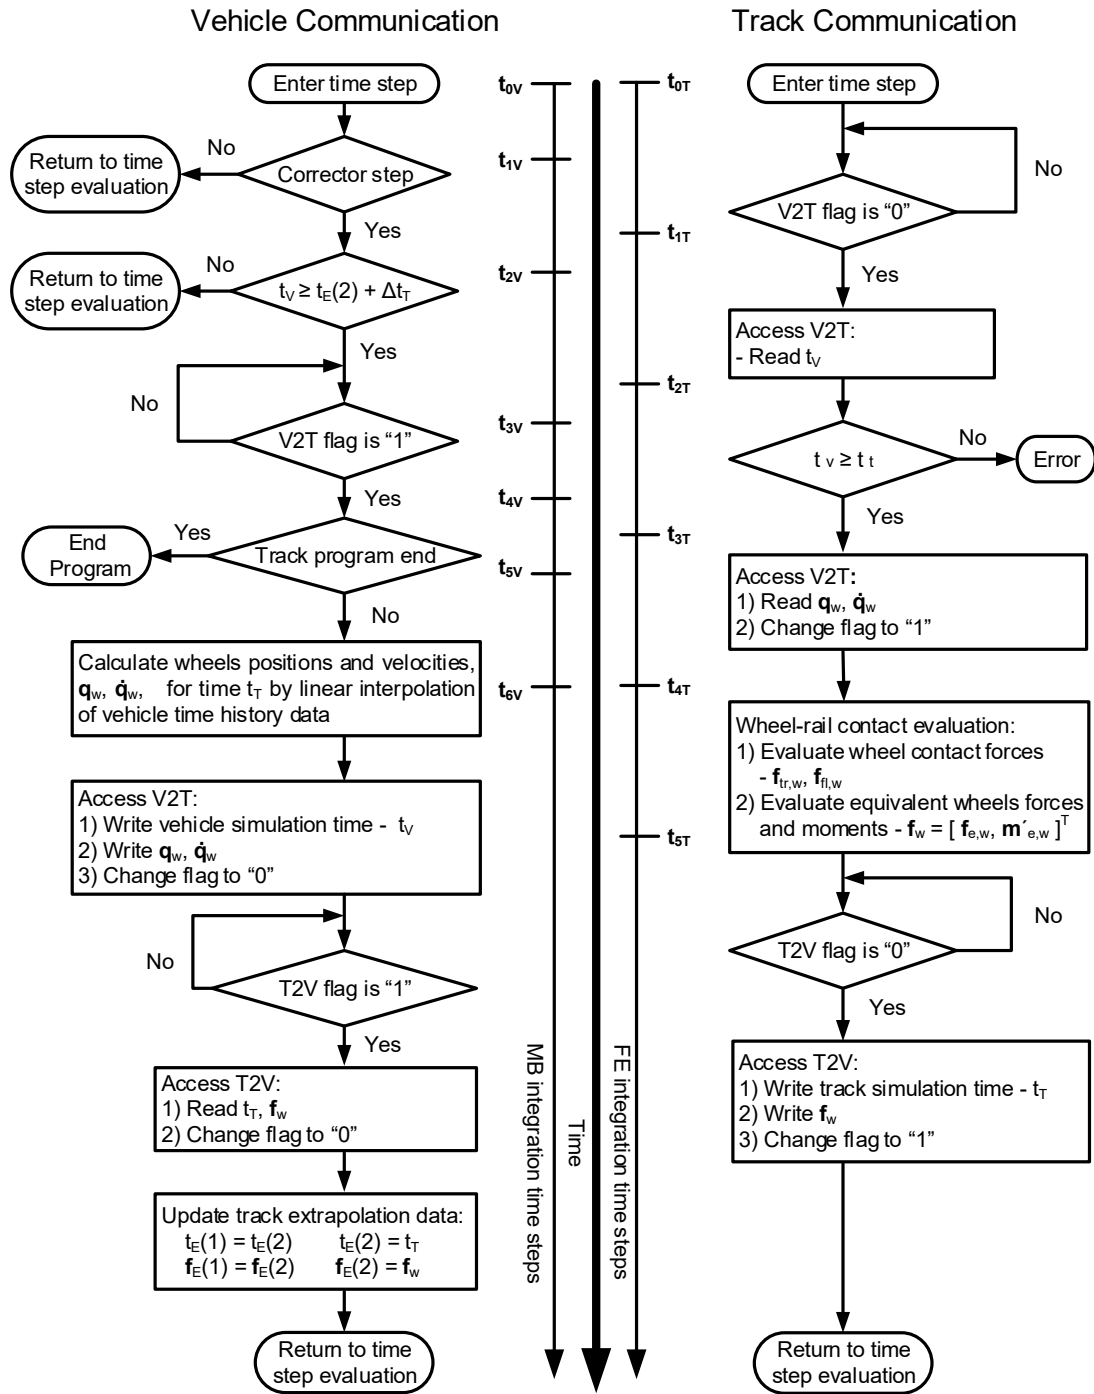 Vehicle Communication
Enter time step
No
Return to time
step evaluation
Corrector step
Yes
No
Return to time
step evaluation
tV ≥ tE(2) + ΔtT
Yes
No
V2T flag is “1”
Yes
Yes
End
Program
Track program end
No
Calculate wheels positions and velocities,
qw, q̇w, for time tT by linear interpolation
of vehicle time history data
Access V2T:
1) Write vehicle simulation time - tV
2) Write qw, q̇w
3) Change flag to “0”
No
T2V flag is “1”
Yes
Access T2V:
1) Read tT, fw
2) Change flag to “0”
Update track extrapolation data:
tE(1) = tE(2) tE(2) = tT
fE(1) = fE(2) fE(2) = fw
Return to time
step evaluation
t0V
t1V
t2V
t3V
t4V
t5V
t6V
MB integration time steps
Time
FE integration time steps
t0T
t1T
t2T
t3T
t4T
t5T
Track Communication
Enter time step
No
V2T flag is “0”
Yes
Access V2T:
- Read tV
No
t v ≥ t t
Error
Yes
Access V2T:
1) Read qw, q̇w
2) Change flag to “1”
Wheel-rail contact evaluation:
1) Evaluate wheel contact forces
- ftr,w, ffl,w
2) Evaluate equivalent wheels forces
and moments - fw = [ fe,w, m´e,w ]T
No
T2V flag is “0”
Yes
Access T2V:
1) Write track simulation time - tT
2) Write fw
3) Change flag to “1”
Return to time
step evaluation